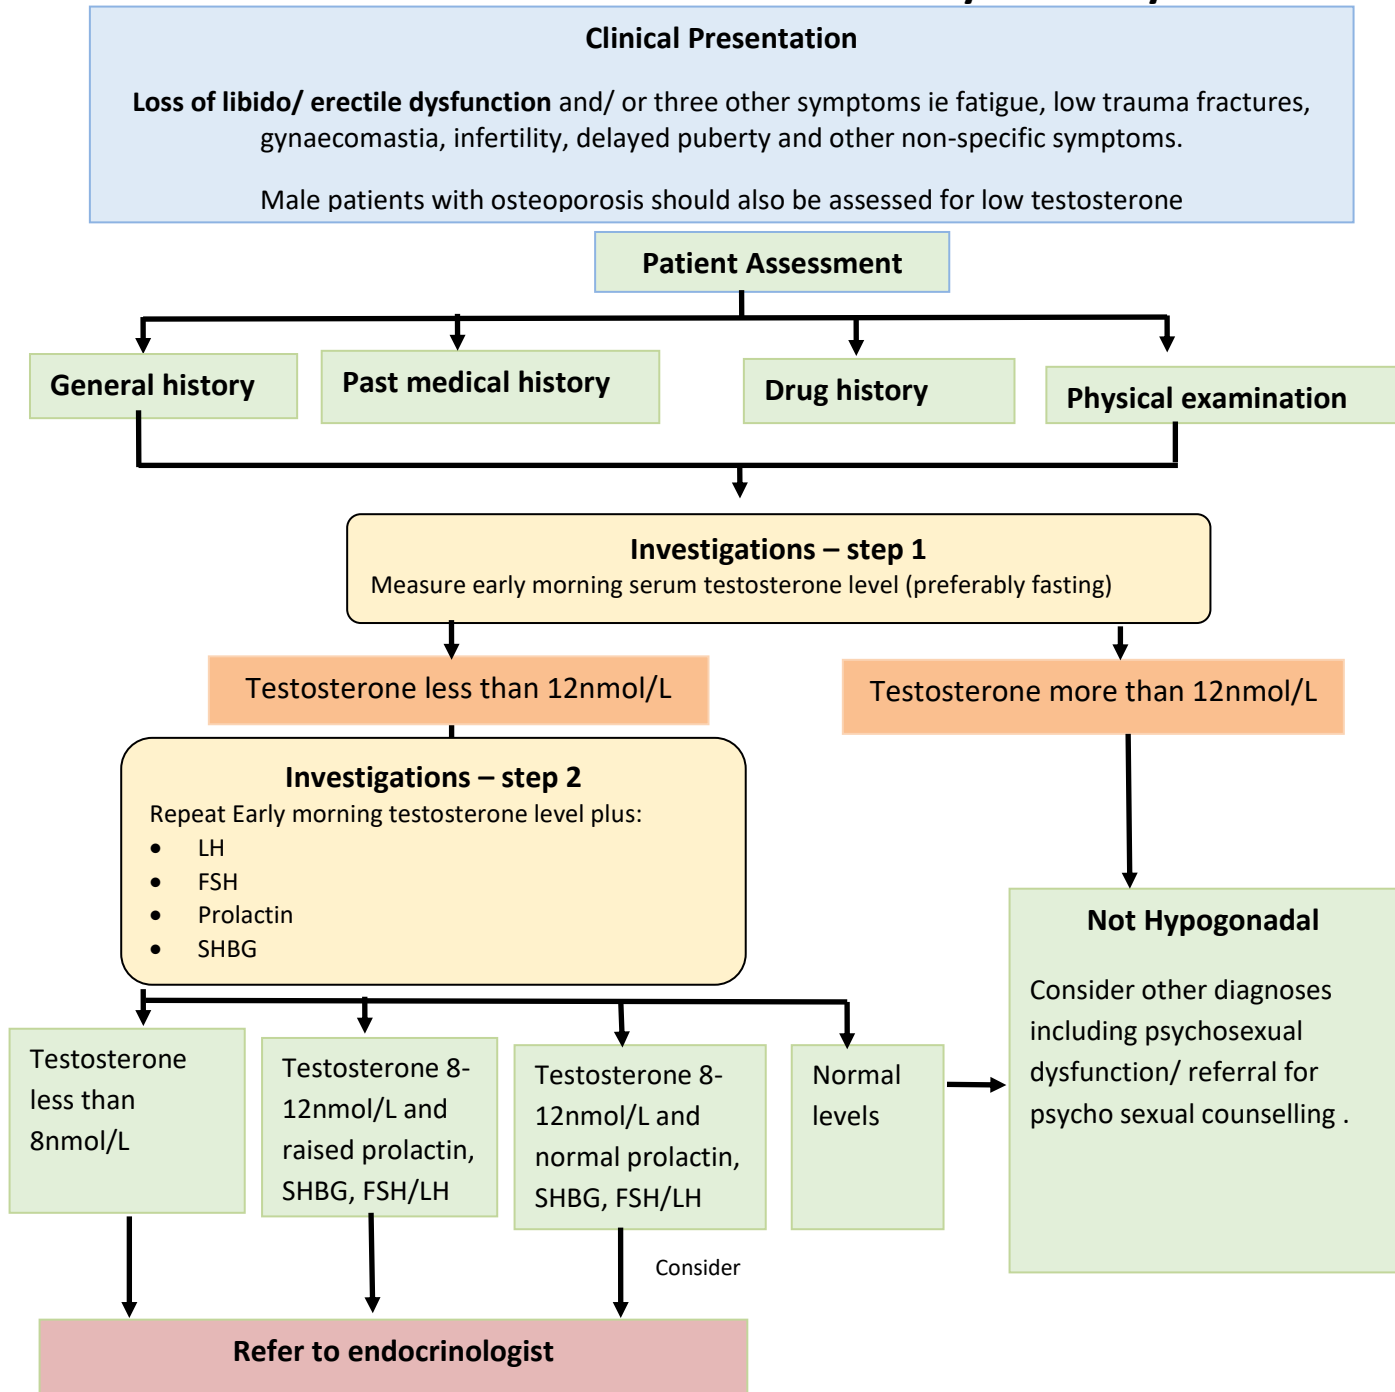 Clinical Presentation
Loss of libido/ erectile dysfunction and/ or three other symptoms ie fatigue, low trauma fractures,
gynaecomastia, infertility, delayed puberty and other non-specific symptoms.
Male patients with osteoporosis should also be assessed for low testosterone
Patient Assessment
General history
Past medical history
Drug history
Physical examination
Investigations – step 1
Measure early morning serum testosterone level (preferably fasting)
Testosterone less than 12nmol/L
Testosterone more than 12nmol/L
Investigations – step 2
Repeat Early morning testosterone level plus:
• LH
• FSH
• Prolactin
• SHBG
Not Hypogonadal
Consider other diagnoses
including psychosexual
dysfunction/ referral for
psycho sexual counselling .
Testosterone
less than
8nmol/L
Testosterone 8-
12nmol/L and
raised prolactin,
SHBG, FSH/LH
Testosterone 8-
12nmol/L and
normal prolactin,
SHBG, FSH/LH
Normal
levels
Consider
Refer to endocrinologist